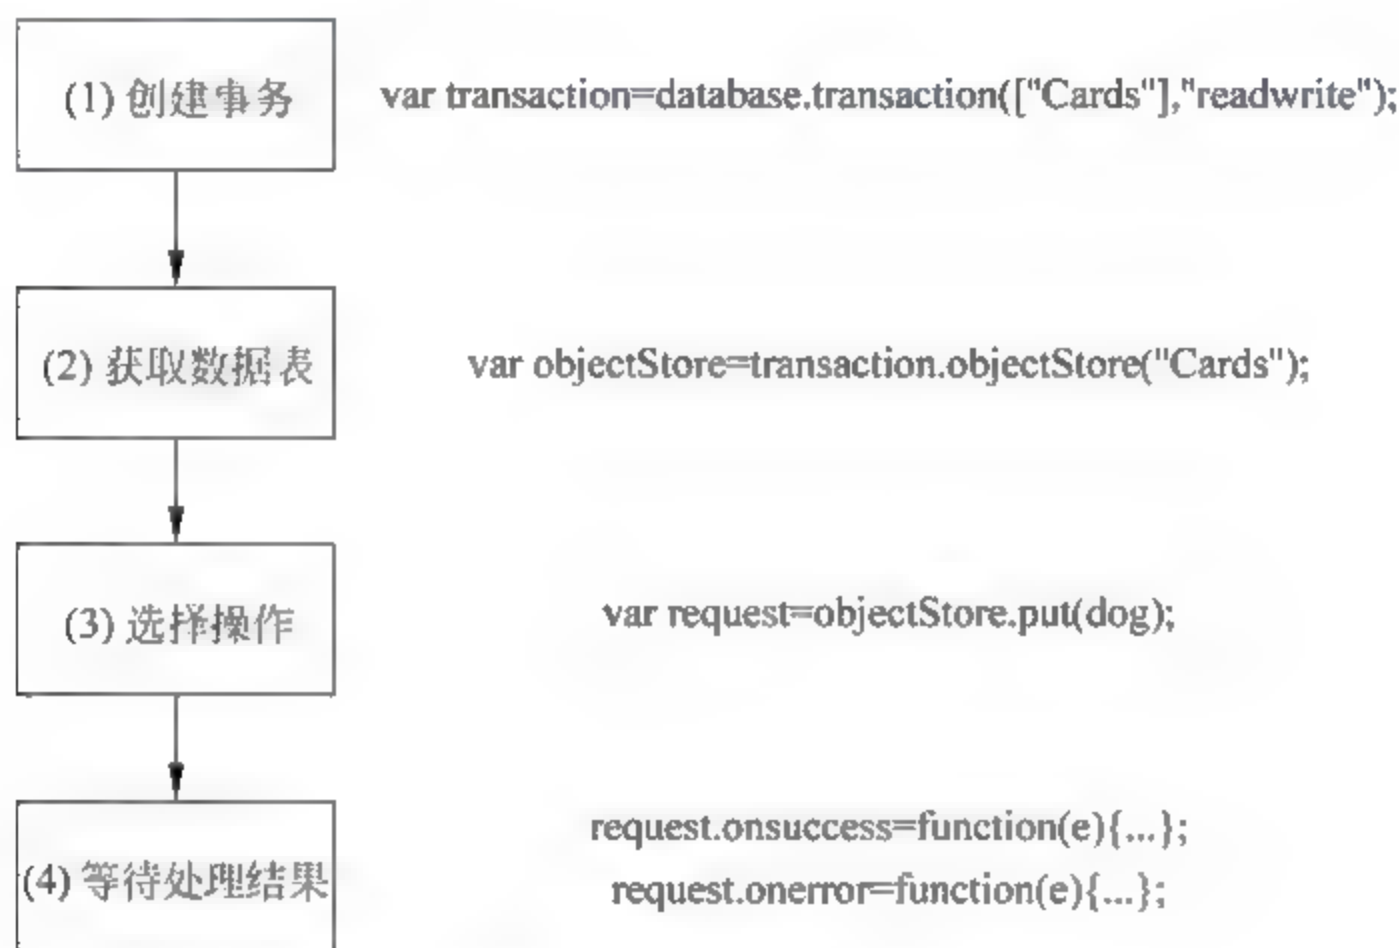 (1) 创建事务
var transaction=database.transaction(["Cards"],"readwrite");
(2) 获取数据表
var objectStore=transaction.objectStore("Cards");
(3) 选择操作
var request=objectStore.put(dog);
(4) 等待处理结果
request.onsuccess=function(e){...};
request.onerror=function(e){...};